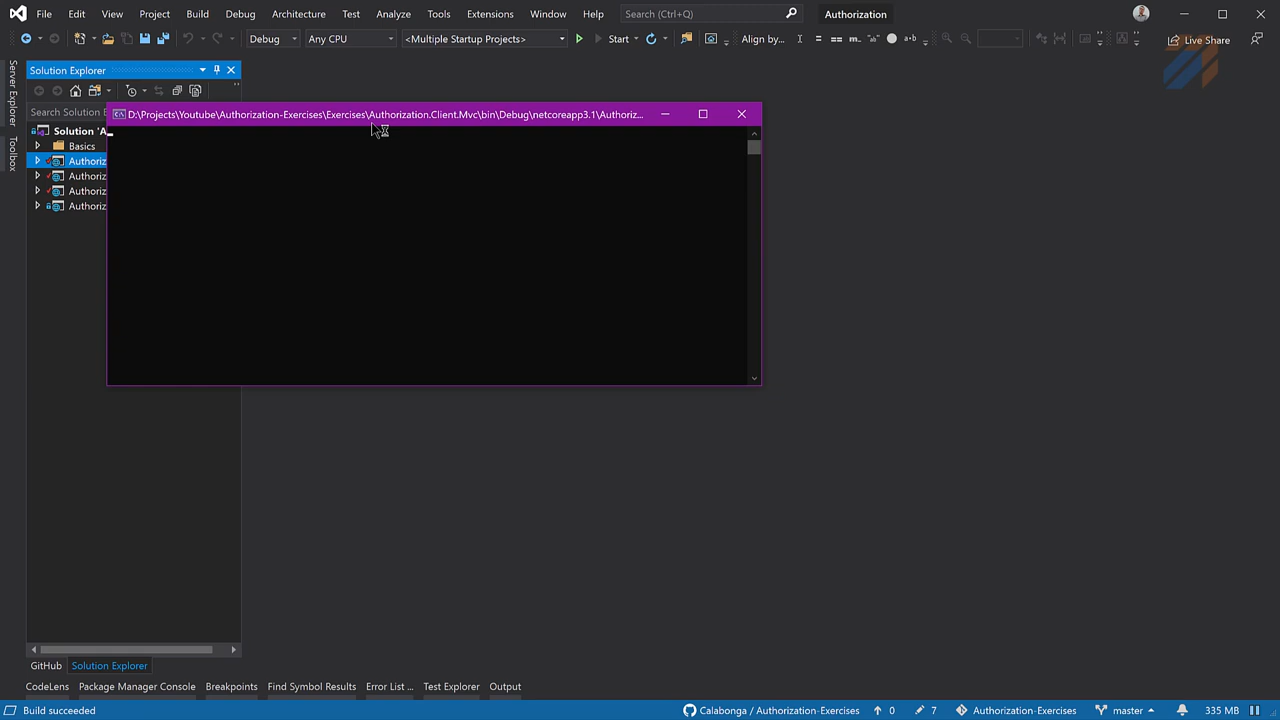 File Edit View Project Build Debug Architecture Test Analyze Tools Extensions Window Help Search (Ctrl+Q) Authorization
Debug Any CPU <Multiple Startup Projects> Start Align by... Live Share
Server Explorer
Toolbox
Solution Explorer
Search Solution E
D:\Projects\Youtube\Authorization-Exercises\Exercises\Authorization.Client.Mvc\bin\Debug\netcoreapp3.1\Authoriz...
Solution 'A
Basics
Authoriz
Authoriz
Authoriz
Authoriz
GitHub Solution Explorer
CodeLens Package Manager Console Breakpoints Find Symbol Results Error List ... Test Explorer Output
Build succeeded Calabonga / Authorization-Exercises 0 7 Authorization-Exercises master 335 MB